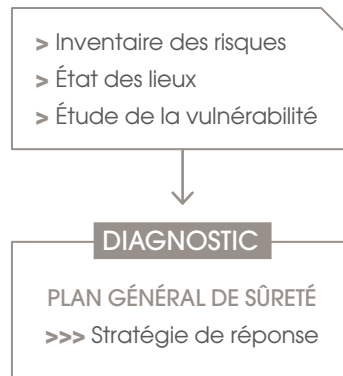 > Inventaire des risques
> État des lieux
> Étude de la vulnérabilité
DIAGNOSTIC
PLAN GÉNÉRAL DE SÛRETÉ
>>> Stratégie de réponse